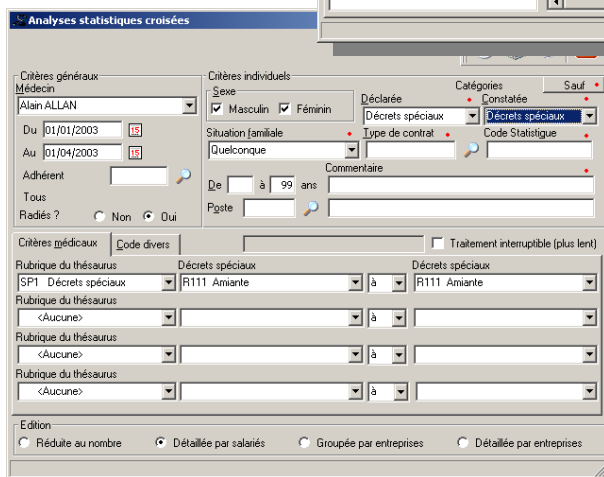 Analyses statistiques croisées
Critères généraux
Médecin
Alain ALLAN
Du 01/01/2003 15
Au 01/04/2003 15
Adhérent
Tous
Radiés ? Non Oui
Critères individuels
Sexe
Masculin Féminin
Catégories Sauf
Déclarée Constatée
Décrets spéciaux Décrets spéciaux
Situation familiale Type de contrat Code Statistique
Quelconque
Commentaire
De à 99 ans
Poste
Critères médicaux Code divers Traitement interruptible (plus lent)
Rubrique du thésaurus Décrets spéciaux Décrets spéciaux
SP1 Décrets spéciaux R111 Amiante à R111 Amiante
Rubrique du thésaurus
<Aucune> à
Rubrique du thésaurus
<Aucune> à
Rubrique du thésaurus
<Aucune> à
Edition
Réduite au nombre Détaillée par salariés Groupée par entreprises Détaillée par entreprises